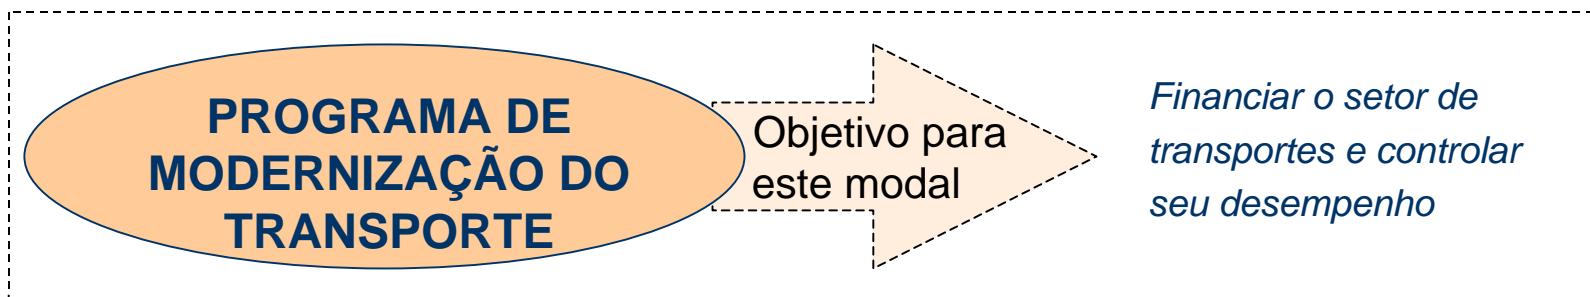 PROGRAMA DE
MODERNIZAÇÃO DO
TRANSPORTE
Objetivo para
este modal
Financiar o setor de
transportes e controlar
seu desempenho